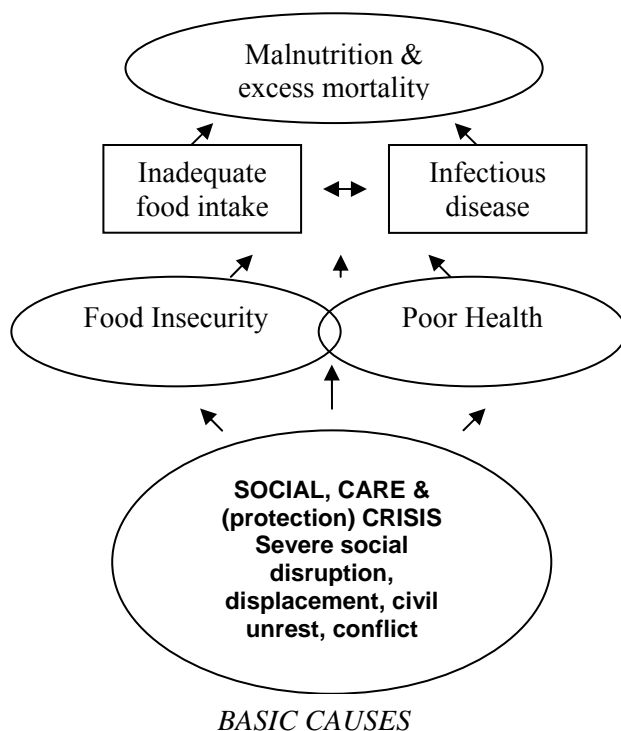 Malnutrition &
excess mortality
Inadequate
food intake
Infectious
disease
Food Insecurity
Poor Health
SOCIAL, CARE &
(protection) CRISIS
Severe social
disruption,
displacement, civil
unrest, conflict
BASIC CAUSES